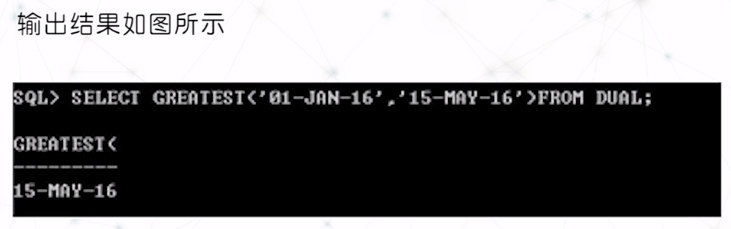 输出结果如图所示
SQL> SELECT GREATEST('01-JAN-16','15-MAY-16')FROM DUAL;
GREATEST(
---------
15-MAY-16